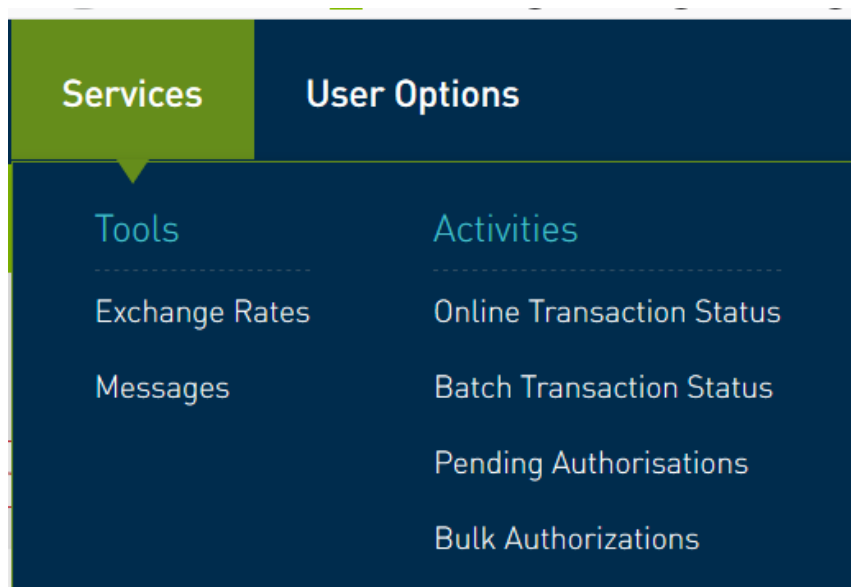 Services
User Options
Tools
Activities
Exchange Rates
Online Transaction Status
Messages
Batch Transaction Status
Pending Authorisations
Bulk Authorizations